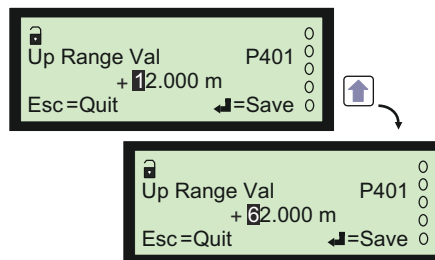 Up Range Val P401
+ 12.000 m
Esc=Quit =Save
Up Range Val P401
+ 62.000 m
Esc=Quit =Save